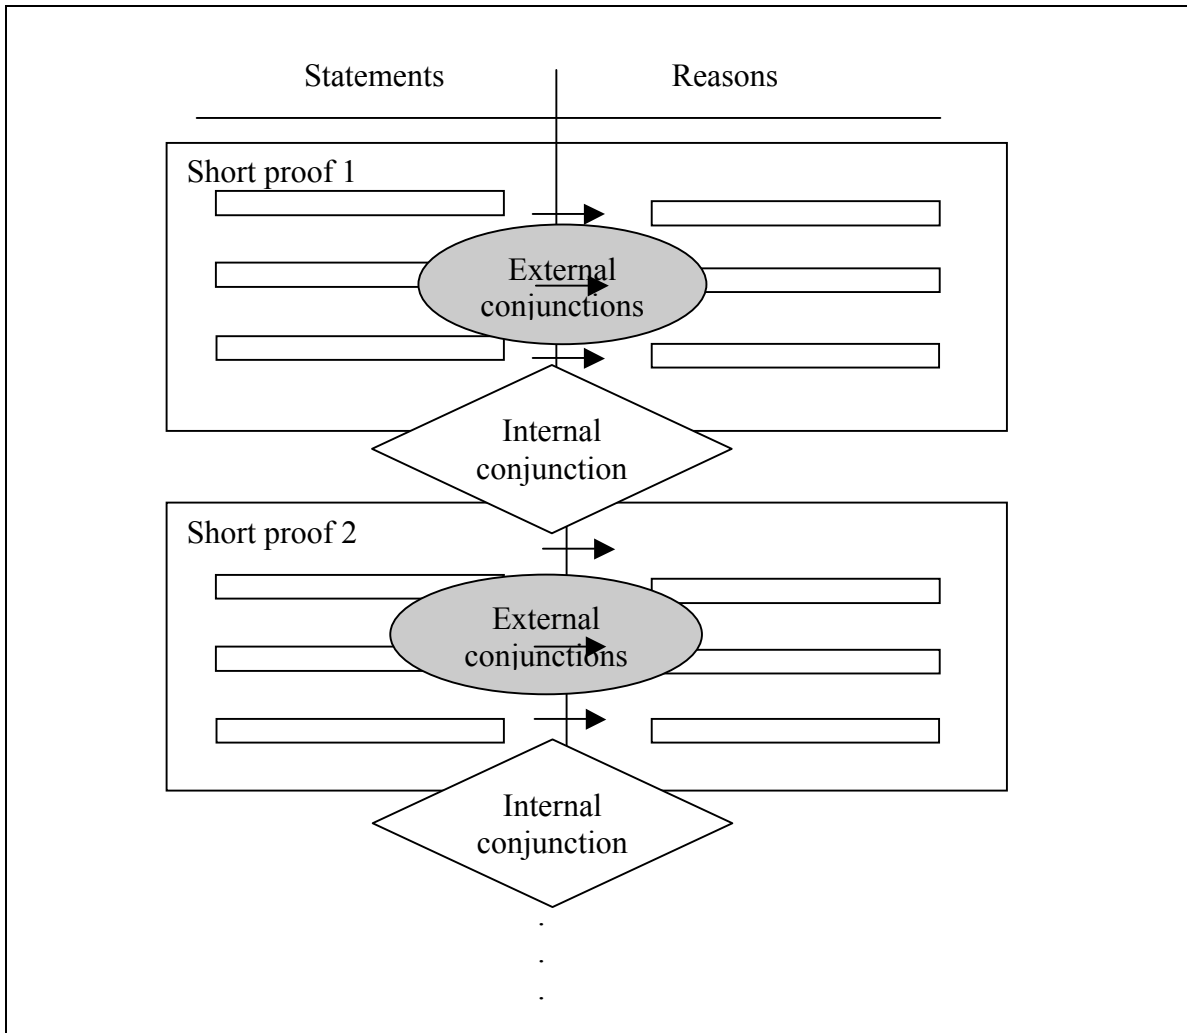 Statements Reasons
Short proof 1
External
conjunctions
Internal
conjunction
Short proof 2
External
conjunctions
Internal
conjunction
.
.
.